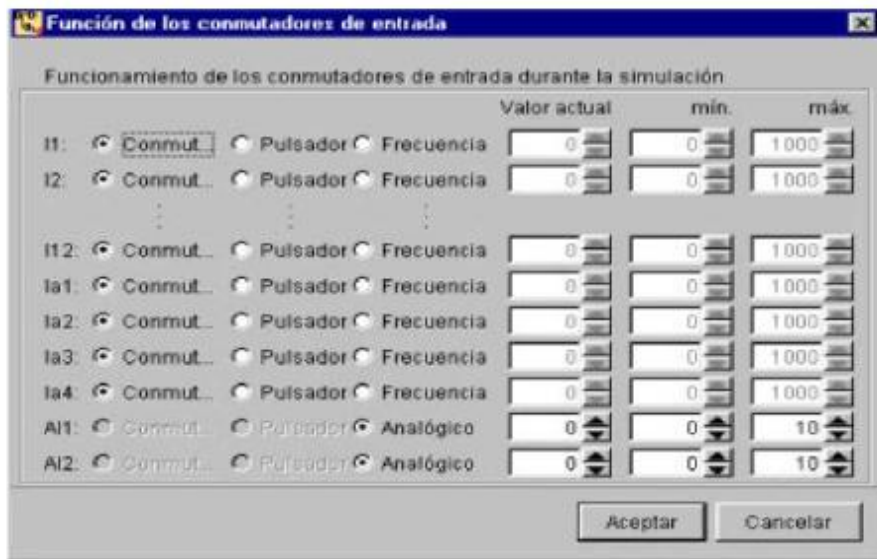 Función de los conmutadores de entrada
Funcionamiento de los conmutadores de entrada durante la simulación
Valor actual mín. máx.
I1: Conmut... Pulsador Frecuencia 0 0 1000
I2: Conmut... Pulsador Frecuencia 0 0 1000
I12: Conmut... Pulsador Frecuencia 0 0 1000
Ia1: Conmut... Pulsador Frecuencia 0 0 1000
Ia2: Conmut... Pulsador Frecuencia 0 0 1000
Ia3: Conmut... Pulsador Frecuencia 0 0 1000
Ia4: Conmut... Pulsador Frecuencia 0 0 1000
AI1: Conmut... Pulsador Analógico 0 0 10
AI2: Conmut... Pulsador Analógico 0 0 10
Aceptar Cancelar